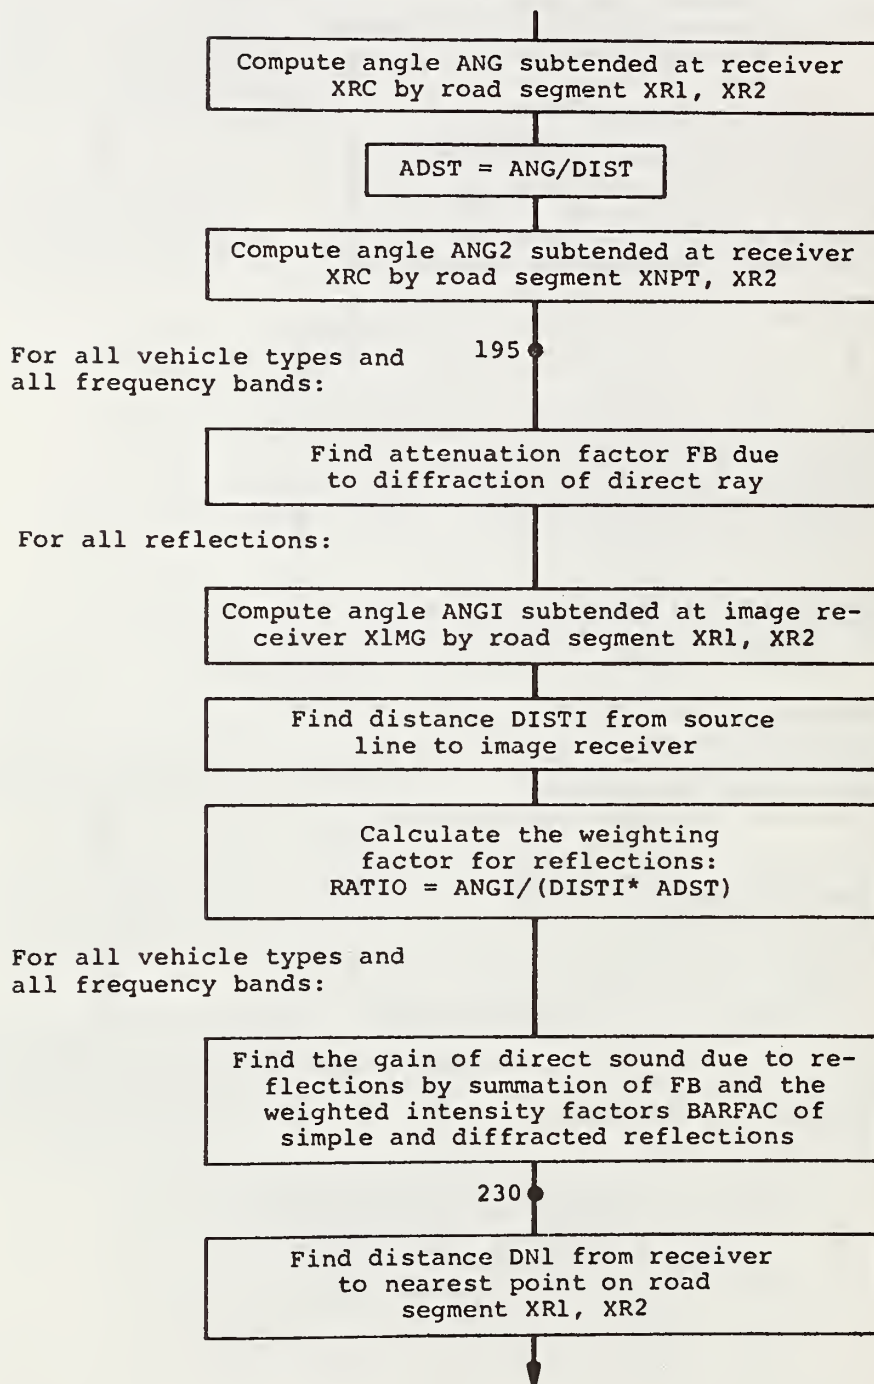 Compute angle ANG subtended at receiver
XRC by road segment XR1, XR2
ADST = ANG/DIST
Compute angle ANG2 subtended at receiver
XRC by road segment XNPT, XR2
For all vehicle types and
all frequency bands:
195
Find attenuation factor FB due
to diffraction of direct ray
For all reflections:
Compute angle ANGI subtended at image re-
ceiver X1MG by road segment XR1, XR2
Find distance DISTI from source
line to image receiver
Calculate the weighting
factor for reflections:
RATIO = ANGI/(DISTI* ADST)
For all vehicle types and
all frequency bands:
Find the gain of direct sound due to re-
flections by summation of FB and the
weighted intensity factors BARFAC of
simple and diffracted reflections
230
Find distance DN1 from receiver
to nearest point on road
segment XR1, XR2